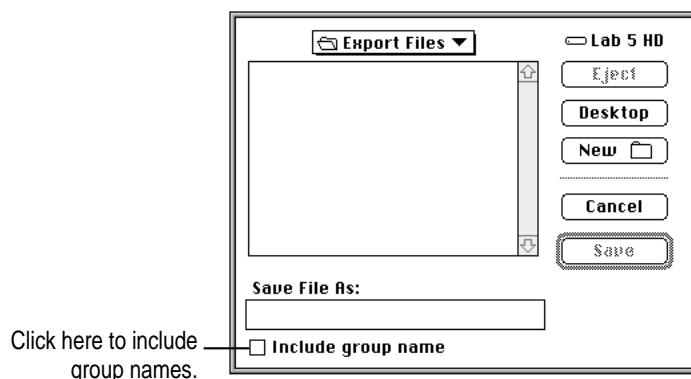 Export Files
Lab 5 HD
Eject
Desktop
New
Cancel
Save
Save File As:
Include group name
Click here to include
group names.